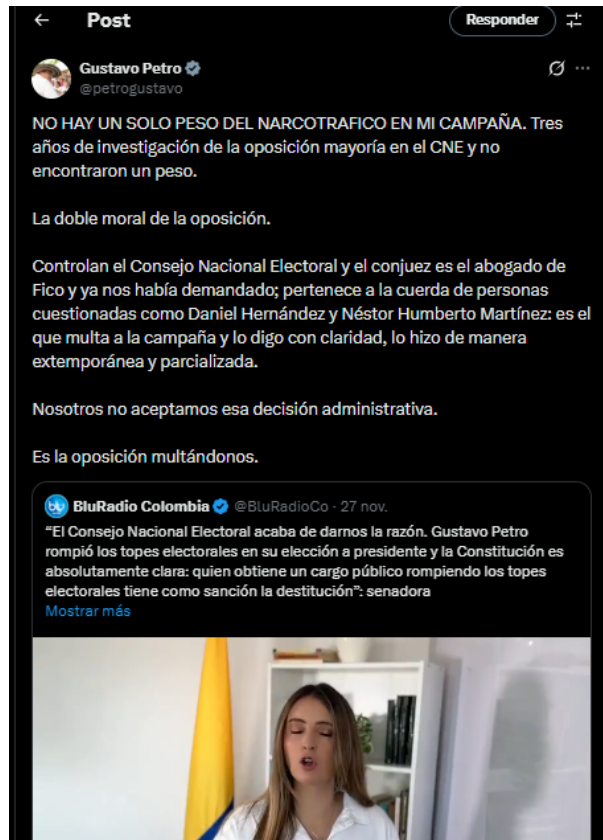 Post
Responder
Gustavo Petro
@petrogustavo
NO HAY UN SOLO PESO DEL NARCOTRAFICO EN MI CAMPAÑA. Tres
años de investigación de la oposición mayoría en el CNE y no
encontraron un peso.
La doble moral de la oposición.
Controlan el Consejo Nacional Electoral y el conjuez es el abogado de
Fico y ya nos había demandado; pertenece a la cuerda de personas
cuestionadas como Daniel Hernández y Néstor Humberto Martínez: es el
que multa a la campaña y lo digo con claridad, lo hizo de manera
extemporánea y parcializada.
Nosotros no aceptamos esa decisión administrativa.
Es la oposición multándonos.
blu BluRadio Colombia @BluRadioCo · 27 nov.
“El Consejo Nacional Electoral acaba de darnos la razón. Gustavo Petro
rompió los topes electorales en su elección a presidente y la Constitución es
absolutamente clara: quien obtiene un cargo público rompiendo los topes
electorales tiene como sanción la destitución”: senadora
Mostrar más